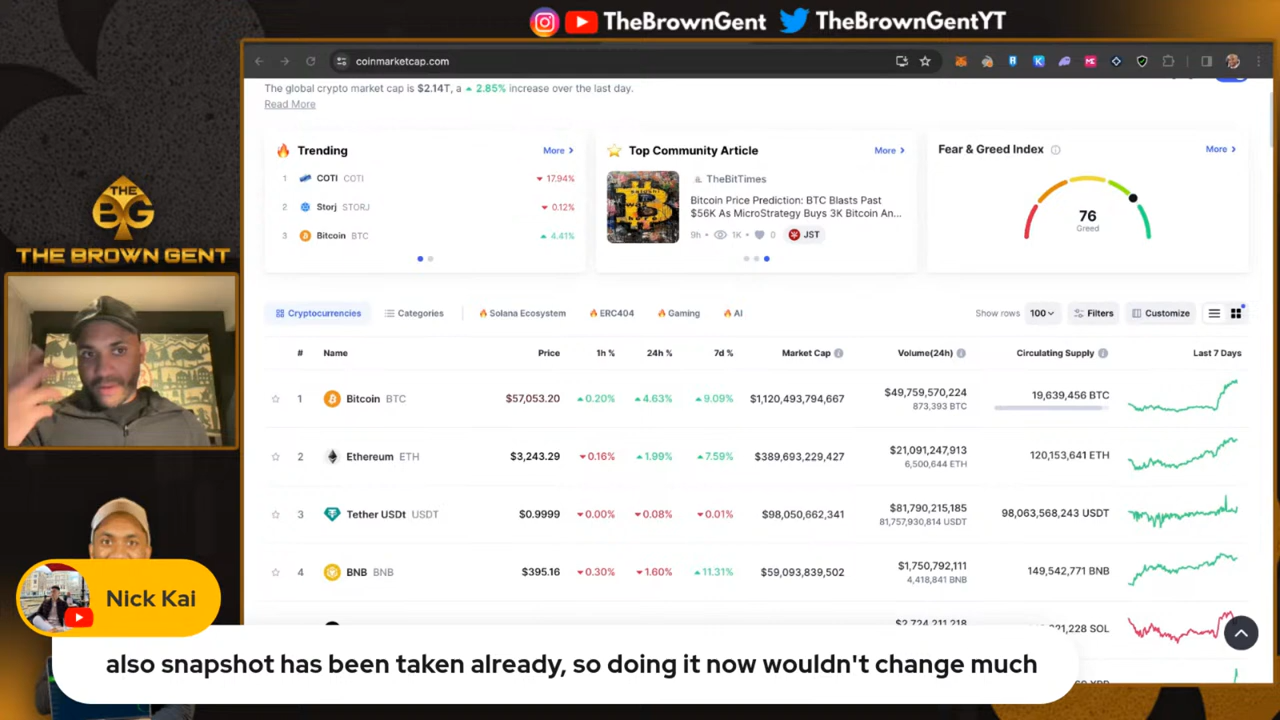 TheBrownGent TheBrownGentYT
THE
BG
THE BROWN GENT
coinmarketcap.com
The global crypto market cap is $2.14T, a 2.85% increase over the last day.
Read More
Trending More
1 COTI COTI 17.94%
2 Storj STORJ 0.12%
3 Bitcoin BTC 4.41%
Top Community Article More
TheBitTimes
Bitcoin Price Prediction: BTC Blasts Past
$56K As MicroStrategy Buys 3K Bitcoin An...
9h • 1K • 0 JST
Fear & Greed Index More
76
Greed
Cryptocurrencies Categories Solana Ecosystem ERC404 Gaming AI Show rows 100 Filters Customize
# Name Price 1h % 24h % 7d % Market Cap Volume(24h) Circulating Supply Last 7 Days
1 Bitcoin BTC $57,053.20 0.20% 4.63% 9.09% $1,120,493,794,667 $49,759,570,224 19,639,456 BTC
873,393 BTC
2 Ethereum ETH $3,243.29 0.16% 1.99% 7.59% $389,693,229,427 $21,091,247,913 120,153,641 ETH
6,500,644 ETH
3 Tether USDt USDT $0.9999 0.00% 0.08% 0.01% $98,050,662,341 $81,790,215,185 98,063,568,243 USDT
81,757,930,814 USDT
4 BNB BNB $395.16 0.30% 1.60% 11.31% $59,093,839,502 $1,750,792,111 149,542,771 BNB
4,418,841 BNB
SOL
Nick Kai
also snapshot has been taken already, so doing it now wouldn't change much